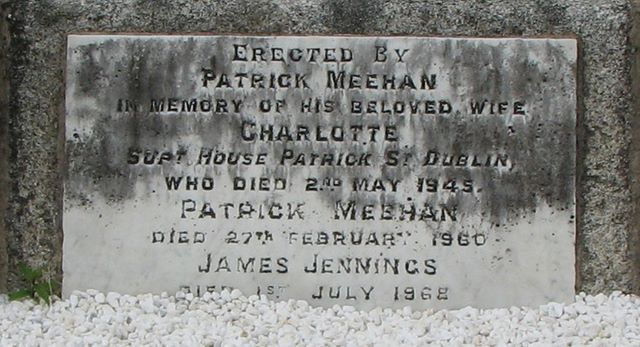 ERECTED BY
PATRICK MEEHAN
IN MEMORY OF HIS BELOVED WIFE
CHARLOTTE
SUPT HOUSE PATRICK ST DUBLIN,
WHO DIED 2ND MAY 1945.
PATRICK MEEHAN
DIED 27TH FEBRUARY 1960
JAMES JENNINGS
DIED 1ST JULY 1968